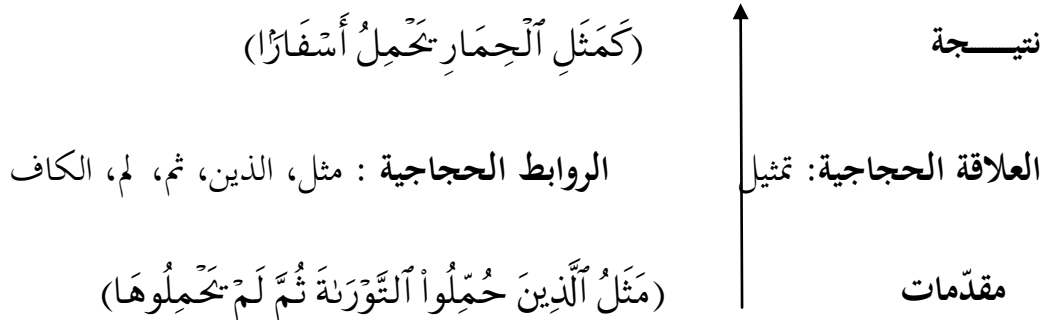 نتيـــــجة (كَمَثَلِ ٱلْحِمَارِ يَحْمِلُ أَسْفَارَۢا)
العلاقة الحجاجية: تمثيل الروابط الحجاجية : مثل، الذين، ثم، لم، الكاف
مقدّمات (مَثَلُ ٱلَّذِينَ حُمِّلُوا۟ ٱلتَّوْرَىٰةَ ثُمَّ لَمْ يَحْمِلُوهَا)